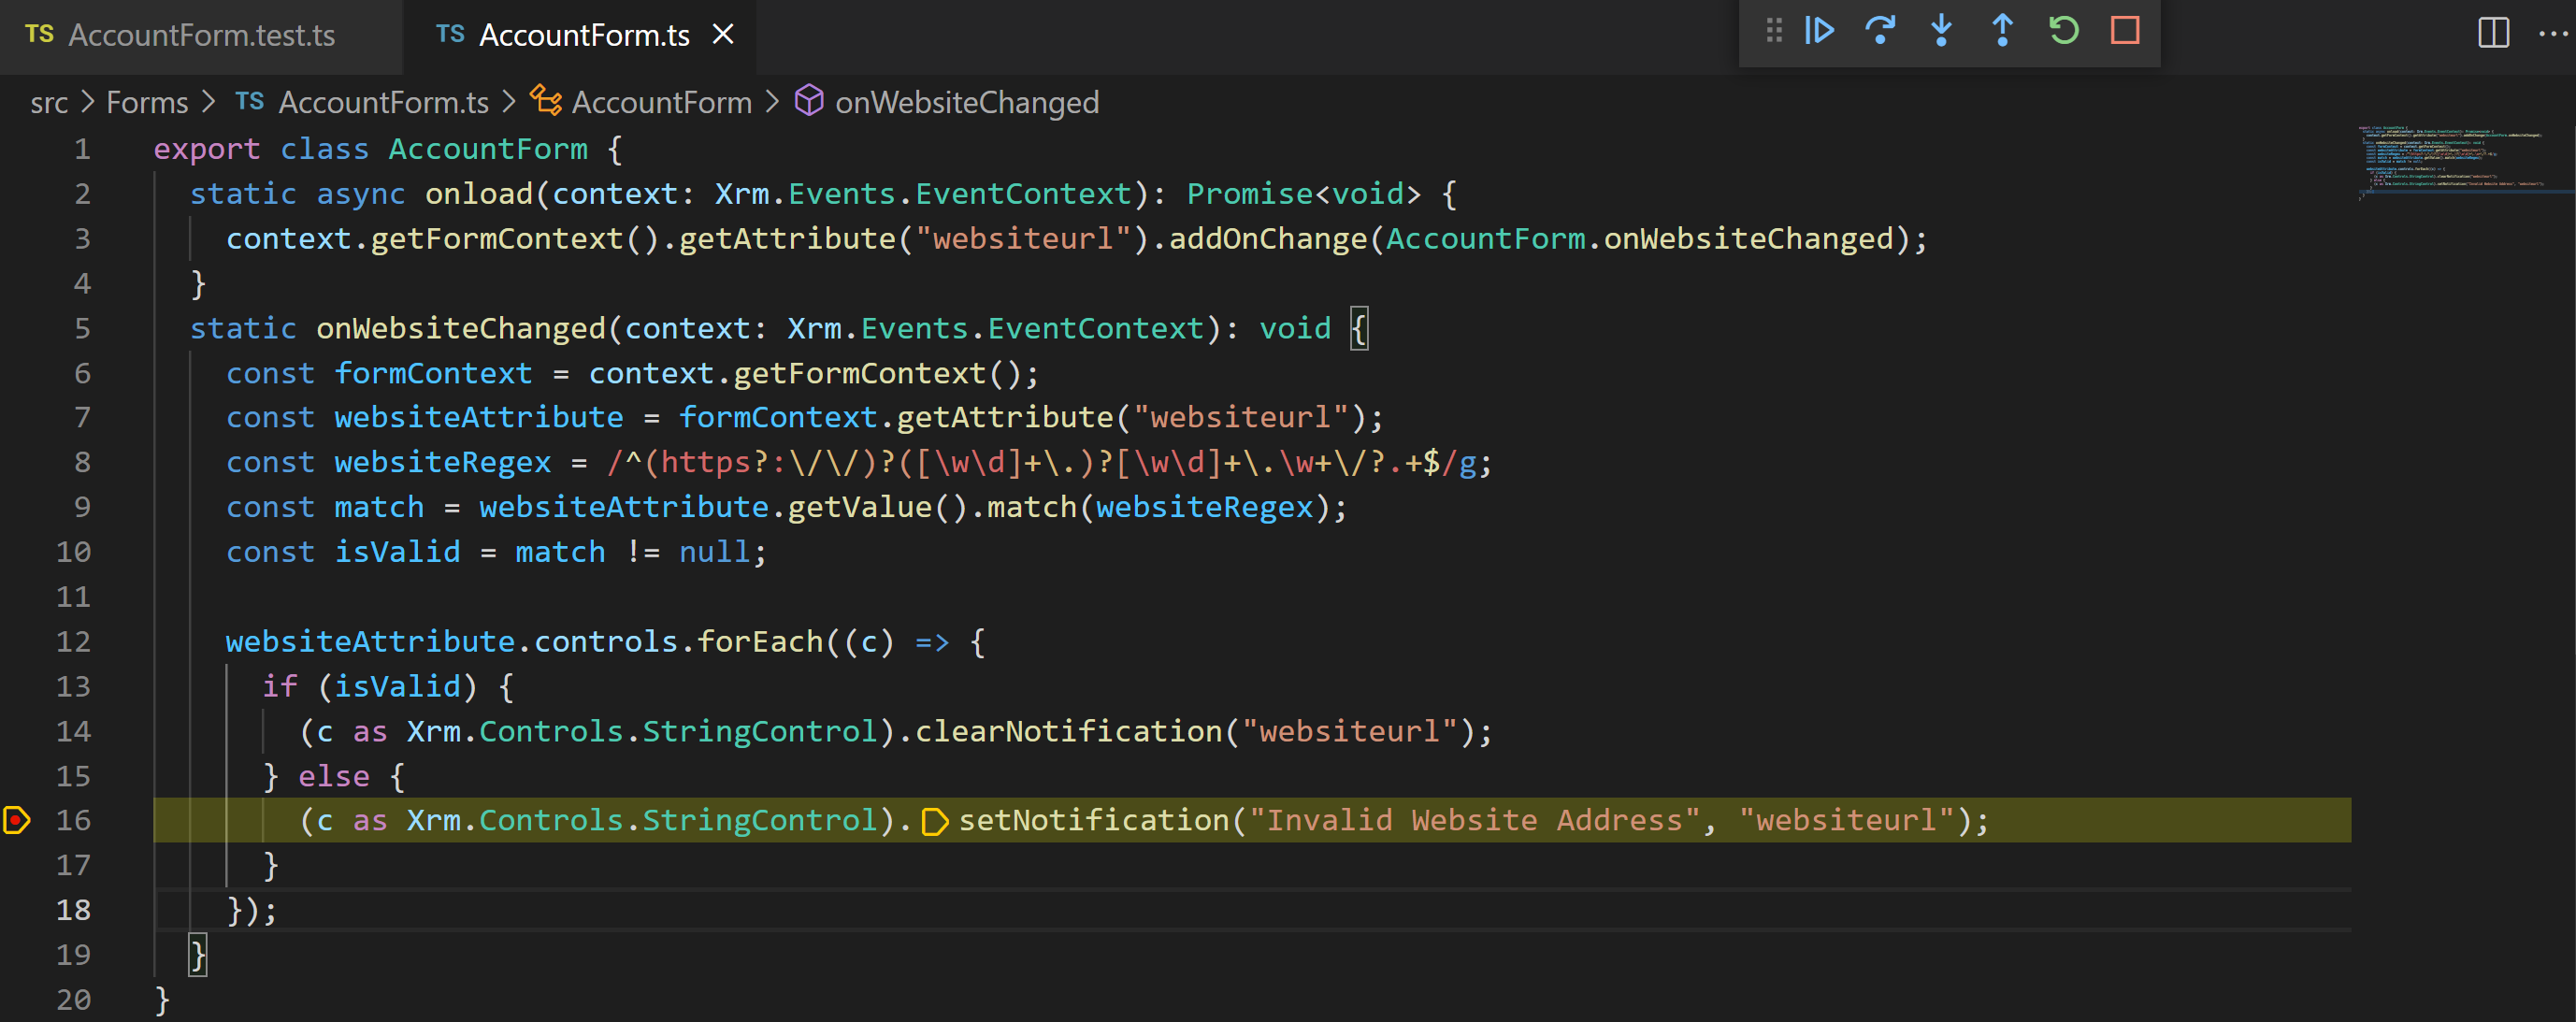 TS AccountForm.test.ts TS AccountForm.ts
src > Forms > TS AccountForm.ts > AccountForm > onWebsiteChanged
1 export class AccountForm {
2 static async onload(context: Xrm.Events.EventContext): Promise<void> {
3 context.getFormContext().getAttribute("websiteurl").addOnChange(AccountForm.onWebsiteChanged);
4 }
5 static onWebsiteChanged(context: Xrm.Events.EventContext): void {
6 const formContext = context.getFormContext();
7 const websiteAttribute = formContext.getAttribute("websiteurl");
8 const websiteRegex = /^(https?:\/\/)?([\w\d]+\.)?[\w\d]+\.\w+\/?.+$/g;
9 const match = websiteAttribute.getValue().match(websiteRegex);
10 const isValid = match != null;
11
12 websiteAttribute.controls.forEach((c) => {
13 if (isValid) {
14 (c as Xrm.Controls.StringControl).clearNotification("websiteurl");
15 } else {
16 (c as Xrm.Controls.StringControl).setNotification("Invalid Website Address", "websiteurl");
17 }
18 });
19 }
20 }